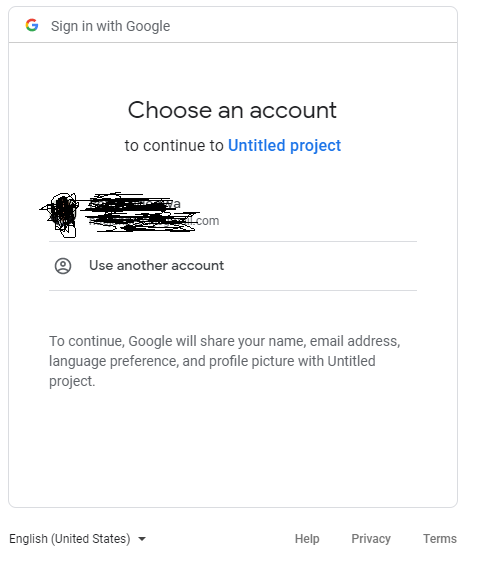 Sign in with Google
Choose an account
to continue to Untitled project
.com
Use another account
To continue, Google will share your name, email address,
language preference, and profile picture with Untitled
project.
English (United States)
Help Privacy Terms